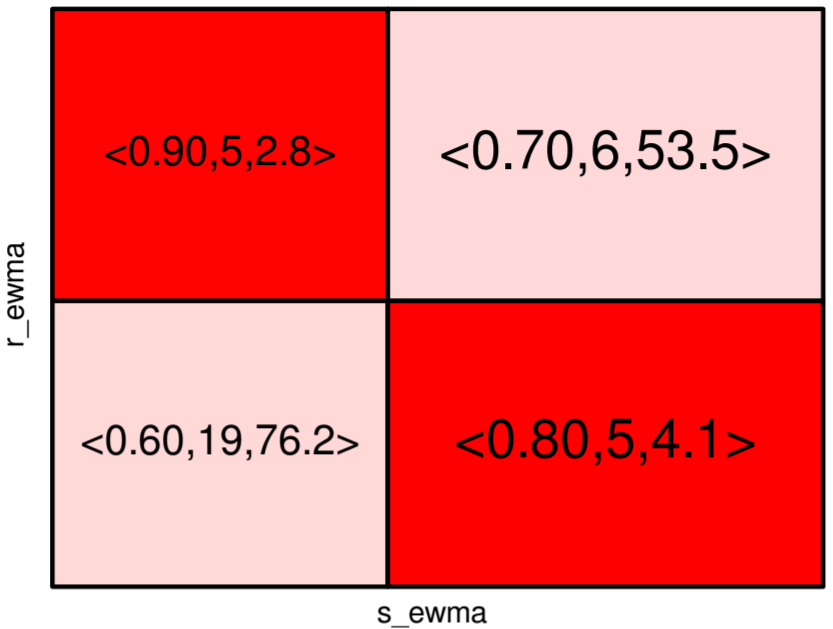 <0.90,5,2.8>
<0.70,6,53.5>
r_ewma
<0.60,19,76.2>
<0.80,5,4.1>
s_ewma